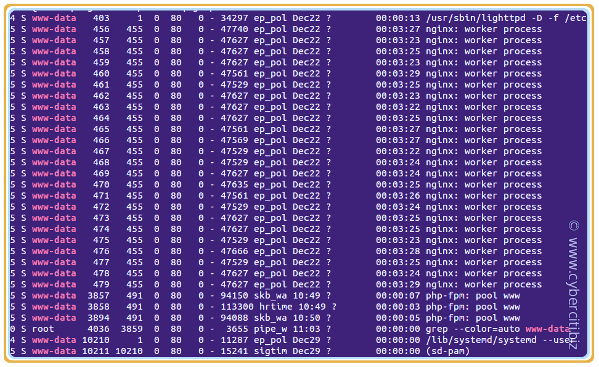 4 S www-data 403 1 0 80 0 - 34297 ep_pol Dec22 ? 00:00:13 /usr/sbin/lighttpd -D -f /etc
5 S www-data 456 455 0 80 0 - 47740 ep_pol Dec22 ? 00:03:27 nginx: worker process
5 S www-data 457 455 0 80 0 - 47627 ep_pol Dec22 ? 00:03:23 nginx: worker process
5 S www-data 458 455 0 80 0 - 47627 ep_pol Dec22 ? 00:03:25 nginx: worker process
5 S www-data 459 455 0 80 0 - 47627 ep_pol Dec22 ? 00:03:23 nginx: worker process
5 S www-data 460 455 0 80 0 - 47561 ep_pol Dec22 ? 00:03:29 nginx: worker process
5 S www-data 461 455 0 80 0 - 47529 ep_pol Dec22 ? 00:03:25 nginx: worker process
5 S www-data 462 455 0 80 0 - 47627 ep_pol Dec22 ? 00:03:23 nginx: worker process
5 S www-data 463 455 0 80 0 - 47627 ep_pol Dec22 ? 00:03:22 nginx: worker process
5 S www-data 464 455 0 80 0 - 47627 ep_pol Dec22 ? 00:03:25 nginx: worker process
5 S www-data 465 455 0 80 0 - 47561 ep_pol Dec22 ? 00:03:27 nginx: worker process
5 S www-data 466 455 0 80 0 - 47569 ep_pol Dec22 ? 00:03:27 nginx: worker process
5 S www-data 467 455 0 80 0 - 47529 ep_pol Dec22 ? 00:03:22 nginx: worker process
5 S www-data 468 455 0 80 0 - 47529 ep_pol Dec22 ? 00:03:24 nginx: worker process
5 S www-data 469 455 0 80 0 - 47627 ep_pol Dec22 ? 00:03:24 nginx: worker process
5 S www-data 470 455 0 80 0 - 47635 ep_pol Dec22 ? 00:03:25 nginx: worker process
5 S www-data 471 455 0 80 0 - 47561 ep_pol Dec22 ? 00:03:26 nginx: worker process
5 S www-data 472 455 0 80 0 - 47529 ep_pol Dec22 ? 00:03:24 nginx: worker process
5 S www-data 473 455 0 80 0 - 47627 ep_pol Dec22 ? 00:03:25 nginx: worker process
5 S www-data 474 455 0 80 0 - 47627 ep_pol Dec22 ? 00:03:25 nginx: worker process
5 S www-data 475 455 0 80 0 - 47529 ep_pol Dec22 ? 00:03:23 nginx: worker process
5 S www-data 476 455 0 80 0 - 47666 ep_pol Dec22 ? 00:03:28 nginx: worker process
5 S www-data 477 455 0 80 0 - 47529 ep_pol Dec22 ? 00:03:25 nginx: worker process
5 S www-data 478 455 0 80 0 - 47627 ep_pol Dec22 ? 00:03:24 nginx: worker process
5 S www-data 479 455 0 80 0 - 47627 ep_pol Dec22 ? 00:03:29 nginx: worker process
5 S www-data 3857 491 0 80 0 - 94150 skb_wa 10:49 ? 00:00:07 php-fpm: pool www
5 S www-data 3858 491 0 80 0 - 113300 hrtime 10:49 ? 00:00:03 php-fpm: pool www
5 S www-data 3894 491 0 80 0 - 94088 skb_wa 10:50 ? 00:00:05 php-fpm: pool www
0 S root 4036 3859 0 80 0 - 3655 pipe_w 11:03 ? 00:00:00 grep --color=auto www-data
4 S www-data 10210 1 0 80 0 - 11287 ep_pol Dec29 ? 00:00:00 /lib/systemd/systemd --user
5 S www-data 10211 10210 0 80 0 - 15241 sigtim Dec29 ? 00:00:00 (sd-pam)
© www.cyberciti.biz